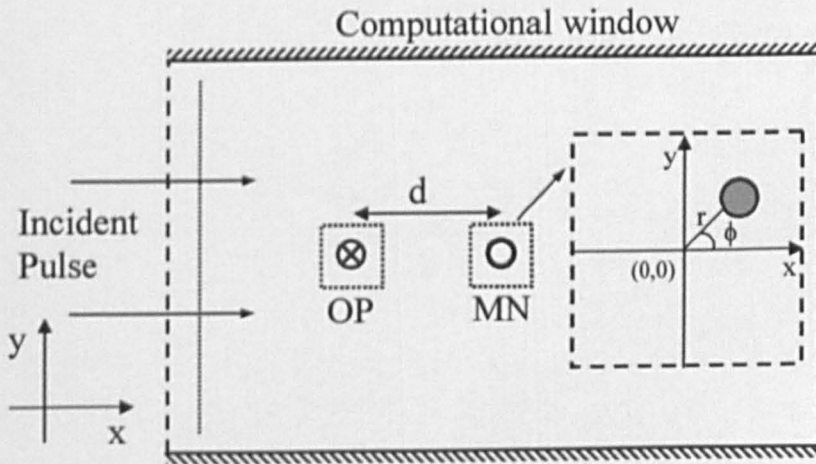 Computational window
Incident
Pulse
d
OP
MN
y
x
y
r
ϕ
(0,0)
x